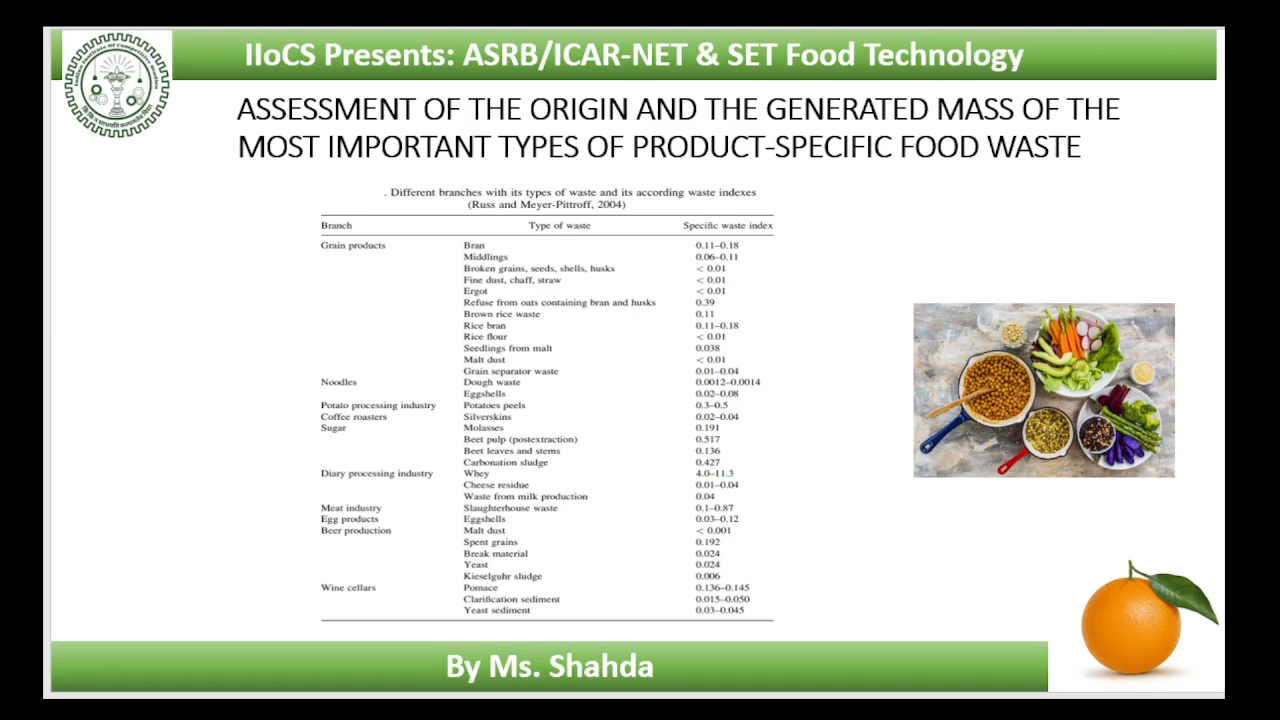 IIoCS Presents: ASRB/ICAR-NET & SET Food Technology
ASSESSMENT OF THE ORIGIN AND THE GENERATED MASS OF THE
MOST IMPORTANT TYPES OF PRODUCT-SPECIFIC FOOD WASTE
. Different branches with its types of waste and its according waste indexes
(Russ and Meyer-Pittroff, 2004)
Branch Type of waste Specific waste index
Grain products Bran 0.11–0.18
Middlings 0.06–0.11
Broken grains, seeds, shells, husks < 0.01
Fine dust, chaff, straw < 0.01
Ergot < 0.01
Refuse from oats containing bran and husks 0.39
Brown rice waste 0.11
Rice bran 0.11–0.18
Rice flour < 0.01
Seedlings from malt 0.038
Malt dust < 0.01
Grain separator waste 0.01–0.04
Noodles Dough waste 0.0012–0.0014
Eggshells 0.02–0.08
Potato processing industry Potatoes peels 0.3–0.5
Coffee roasters Silverskins 0.02–0.04
Sugar Molasses 0.191
Beet pulp (postextraction) 0.517
Beet leaves and stems 0.136
Carbonation sludge 0.427
Diary processing industry Whey 4.0–11.3
Cheese residue 0.01–0.04
Waste from milk production 0.04
Meat industry Slaughterhouse waste 0.1–0.87
Egg products Eggshells 0.03–0.12
Beer production Malt dust < 0.001
Spent grains 0.192
Break material 0.024
Yeast 0.024
Kieselguhr sludge 0.006
Wine cellars Pomace 0.136–0.145
Clarification sediment 0.015–0.050
Yeast sediment 0.03–0.045
By Ms. Shahda